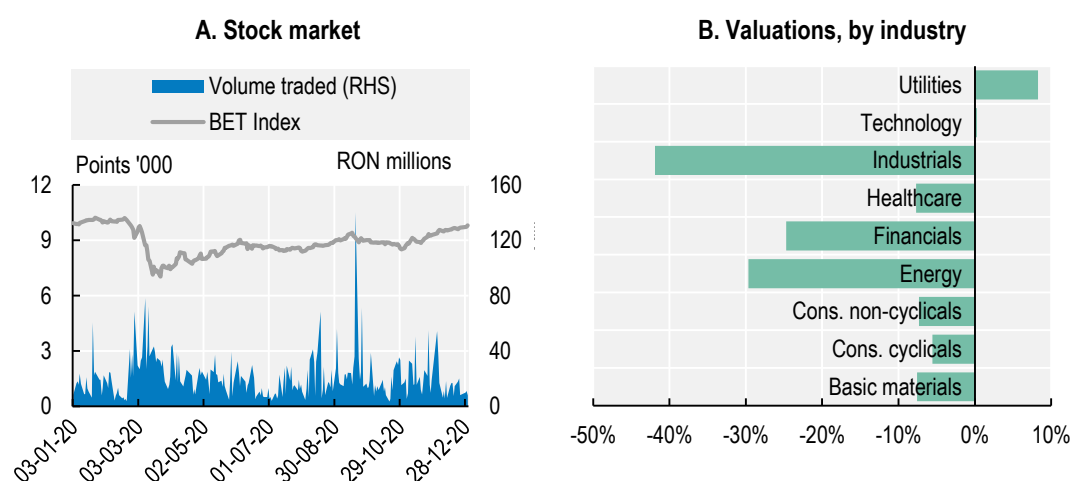 A. Stock market
Volume traded (RHS)
BET Index
Points '000
RON millions
12
9
6
3
0
160
120
80
40
0
03-01-20
03-03-20
02-05-20
01-07-20
30-08-20
29-10-20
28-12-20
B. Valuations, by industry
Utilities
Technology
Industrials
Healthcare
Financials
Energy
Cons. non-cyclicals
Cons. cyclicals
Basic materials
-50%
-40%
-30%
-20%
-10%
0%
10%